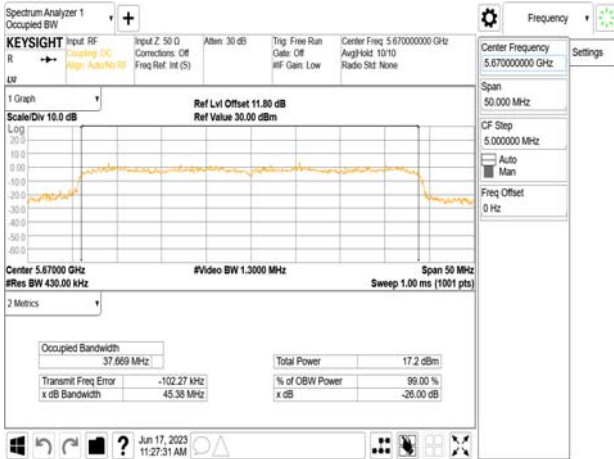 Spectrum Analyzer 1
Occupied BW
+
Frequency
KEYSIGHT
R
Input: RF
Coupling: DC
Align: Auto/No RF
Input Z: 50 Ω
Corrections: Off
Freq Ref: Int (S)
Atten: 30 dB
Trig: Free Run
Gate: Off
#IF Gain: Low
Center Freq: 5.670000000 GHz
Avg|Hold: 10/10
Radio Std: None
Center Frequency
5.670000000 GHz
Settings
Span
50.000 MHz
CF Step
5.000000 MHz
Auto
Man
Freq Offset
0 Hz
1 Graph
Scale/Div 10.0 dB
Ref Lvl Offset 11.80 dB
Ref Value 30.00 dBm
Log
20.0
10.0
0.00
-10.0
-20.0
-30.0
-40.0
-50.0
-60.0
Center 5.67000 GHz
#Res BW 430.00 kHz
#Video BW 1.3000 MHz
Span 50 MHz
Sweep 1.00 ms (1001 pts)
2 Metrics
Occupied Bandwidth
37.669 MHz
Total Power 17.2 dBm
Transmit Freq Error -102.27 kHz
% of OBW Power 99.00 %
x dB Bandwidth 45.38 MHz
x dB -26.00 dB
?
Jun 17, 2023
11:27:31 AM